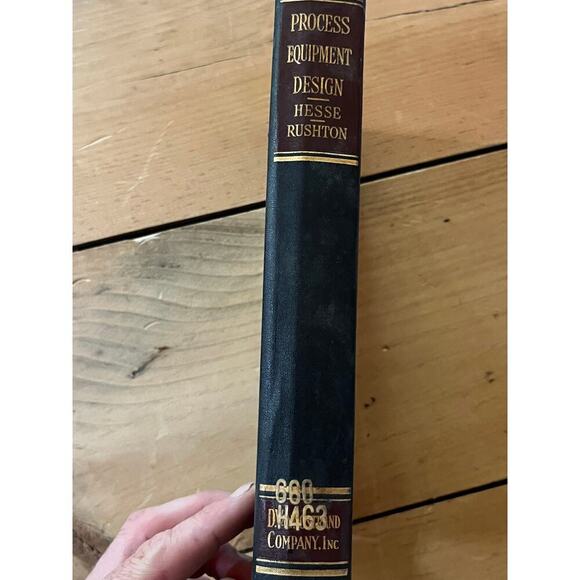 PROCESS
EQUIPMENT
DESIGN
HESSE
RUSHTON
660
H463
COMPANY, INC